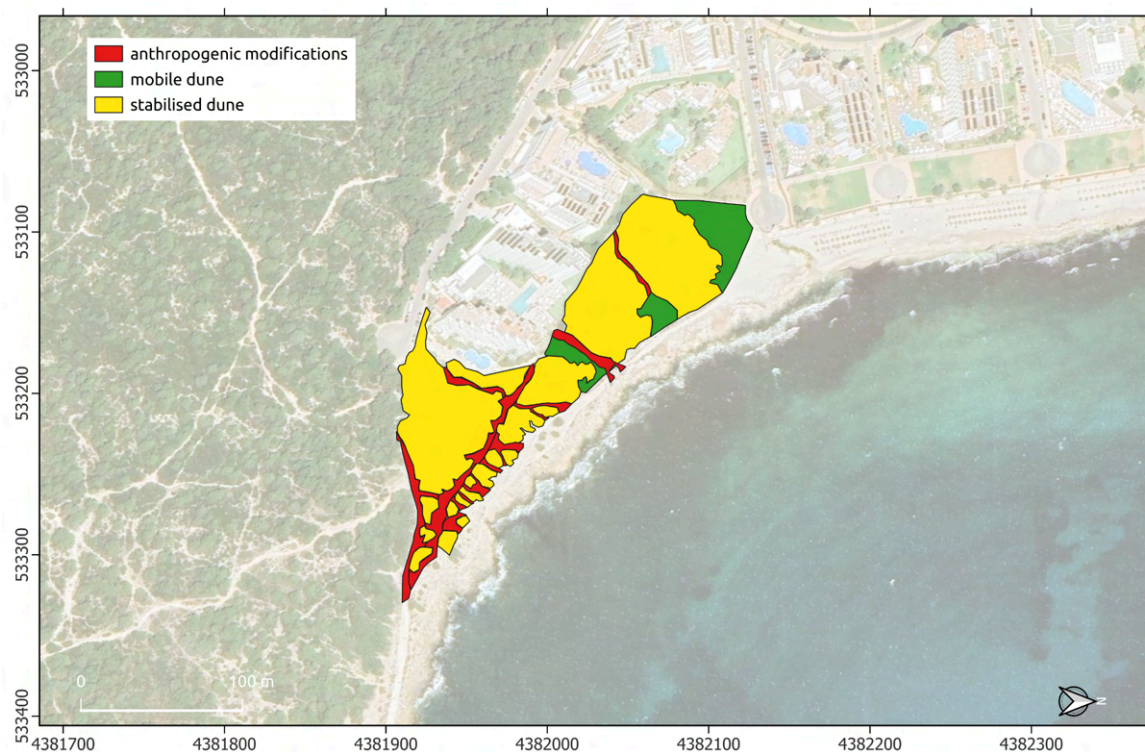 anthropogenic modifications
mobile dune
stabilised dune
533000
533100
533200
533300
533400
0 100 m
N
4381700 4381800 4381900 4382000 4382100 4382200 4382300